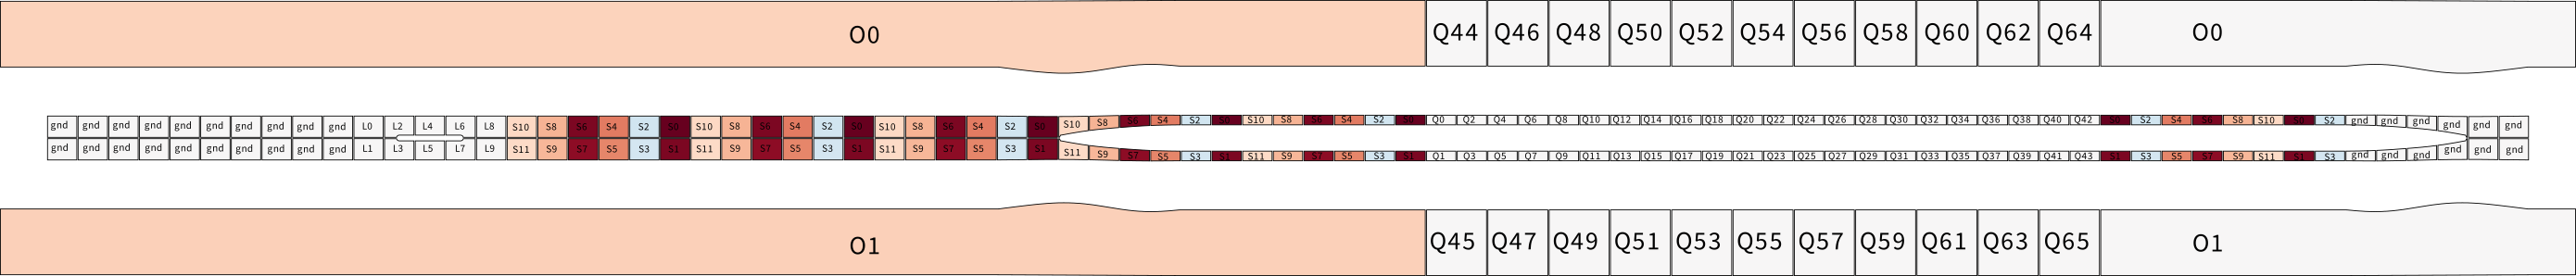 O0 Q44 Q46 Q48 Q50 Q52 Q54 Q56 Q58 Q60 Q62 Q64 O0
gnd gnd gnd gnd gnd gnd gnd gnd gnd gnd L0 L2 L4 L6 L8 S10 S8 S6 S4 S2 S0 S10 S8 S6 S4 S2 S0 S10 S8 S6 S4 S2 S0 S10 S8 S6 S4 S2 S0 S10 S8 S6 S4 S2 S0 Q0 Q2 Q4 Q6 Q8 Q10 Q12 Q14 Q16 Q18 Q20 Q22 Q24 Q26 Q28 Q30 Q32 Q34 Q36 Q38 Q40 Q42 S0 S2 S4 S6 S8 S10 S0 S2 gnd gnd gnd gnd gnd gnd
gnd gnd gnd gnd gnd gnd gnd gnd gnd gnd L1 L3 L5 L7 L9 S11 S9 S7 S5 S3 S1 S11 S9 S7 S5 S3 S1 S11 S9 S7 S5 S3 S1 S11 S9 S7 S5 S3 S1 S11 S9 S7 S5 S3 S1 Q1 Q3 Q5 Q7 Q9 Q11 Q13 Q15 Q17 Q19 Q21 Q23 Q25 Q27 Q29 Q31 Q33 Q35 Q37 Q39 Q41 Q43 S1 S3 S5 S7 S9 S11 S1 S3 gnd gnd gnd gnd gnd gnd
O1 Q45 Q47 Q49 Q51 Q53 Q55 Q57 Q59 Q61 Q63 Q65 O1